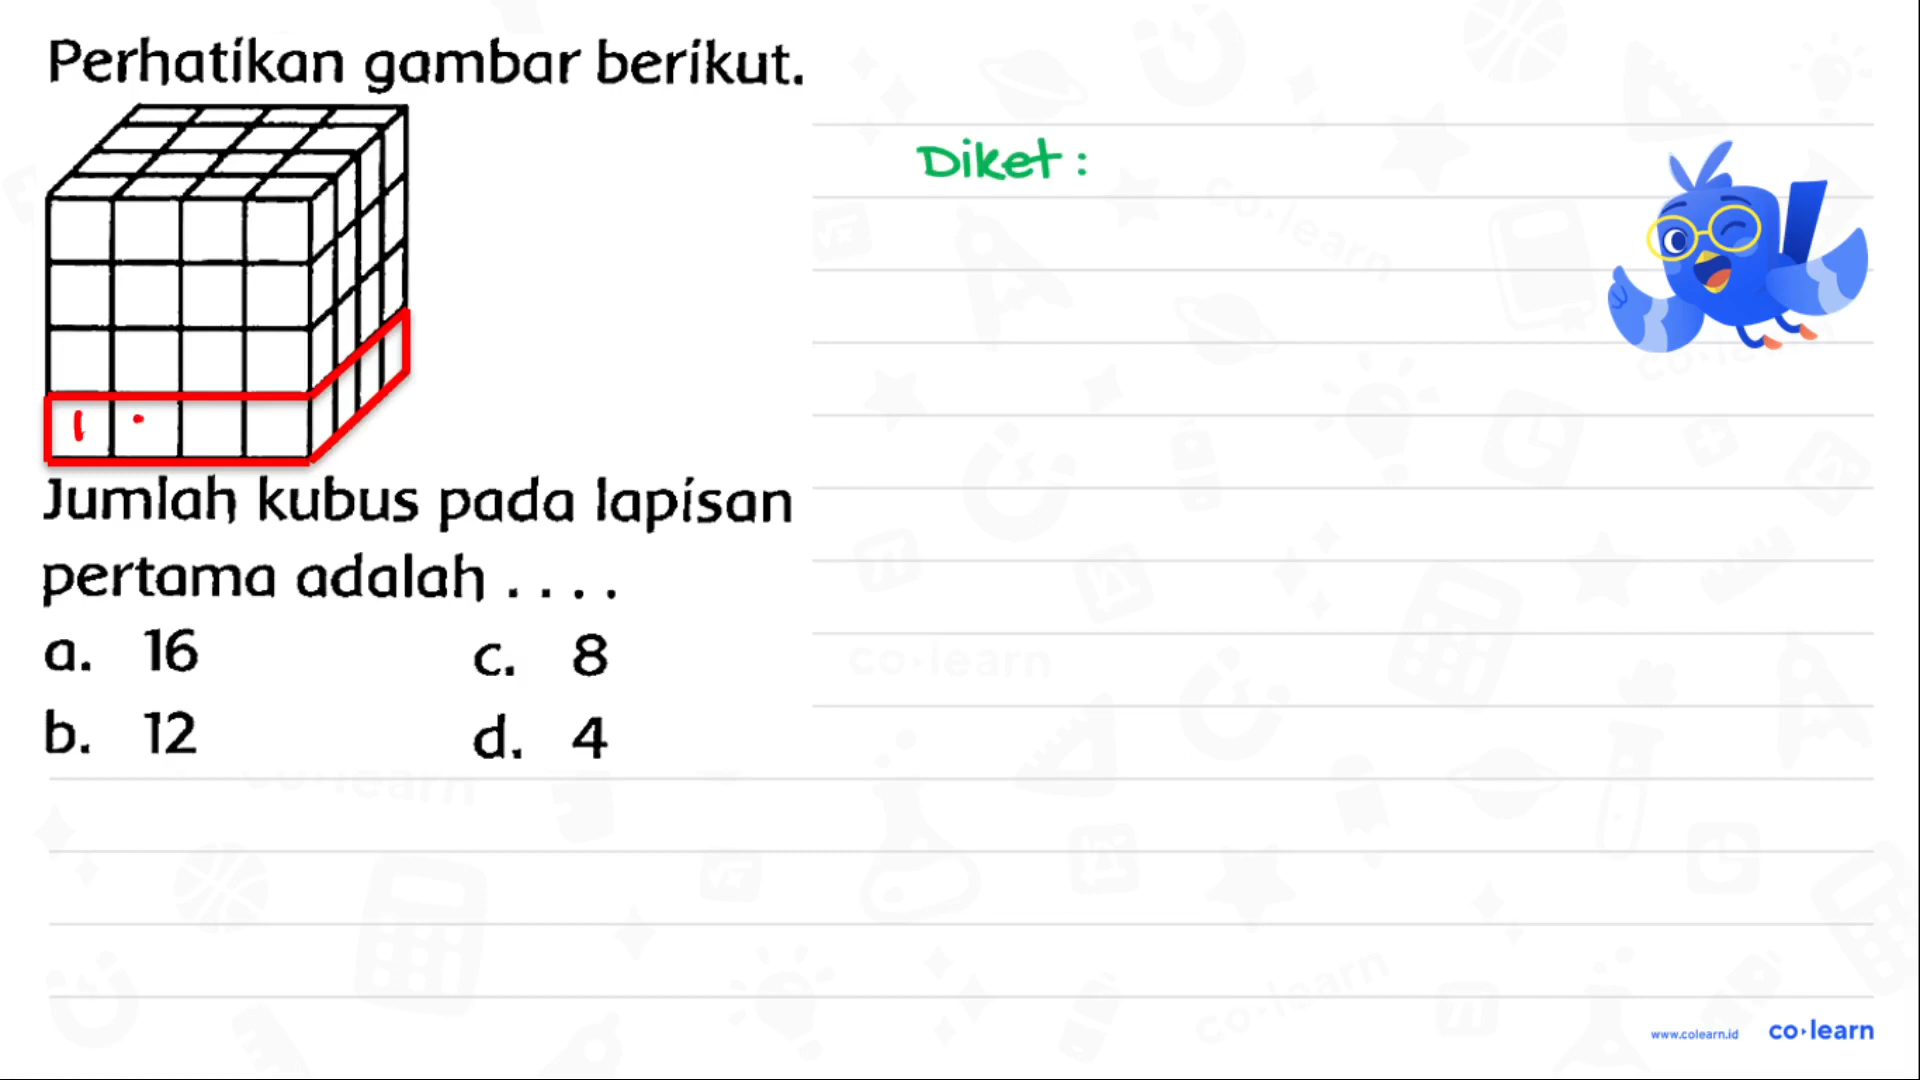 Perhatikan gambar berikut.
Diket :
1
Jumlah kubus pada lapisan
pertama adalah . . . .
a. 16
c. 8
b. 12
d. 4
www.colearn.id
co·learn